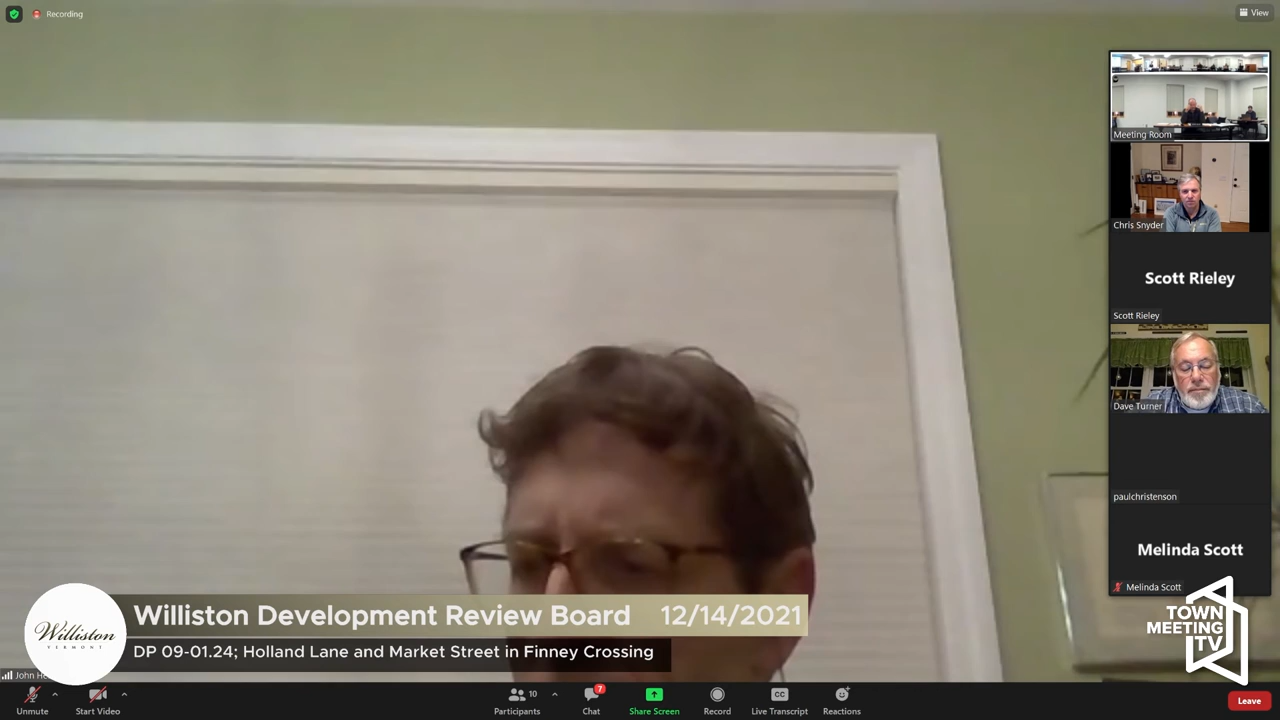 Recording
View
Meeting Room
Chris Snyder
Scott Rieley
Scott Rieley
Dave Turner
paulchristenson
Melinda Scott
Melinda Scott
TOWN
MEETING
TV
Williston
VERMONT
Williston Development Review Board 12/14/2021
DP 09-01.24; Holland Lane and Market Street in Finney Crossing
John
Unmute
Start Video
Participants
10
Chat
7
Share Screen
Record
CC
Live Transcript
Reactions
Leave